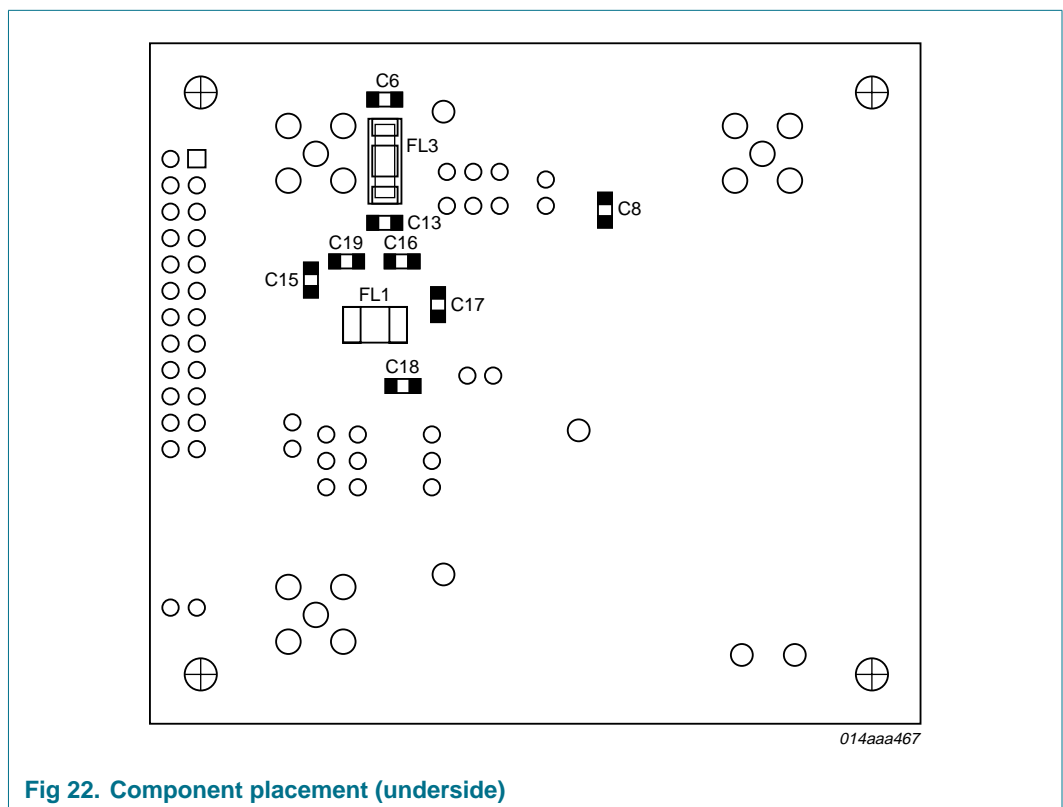 C6
FL3
C8
C13
C19 C16
C15
FL1
C17
C18
014aaa467
Fig 22. Component placement (underside)